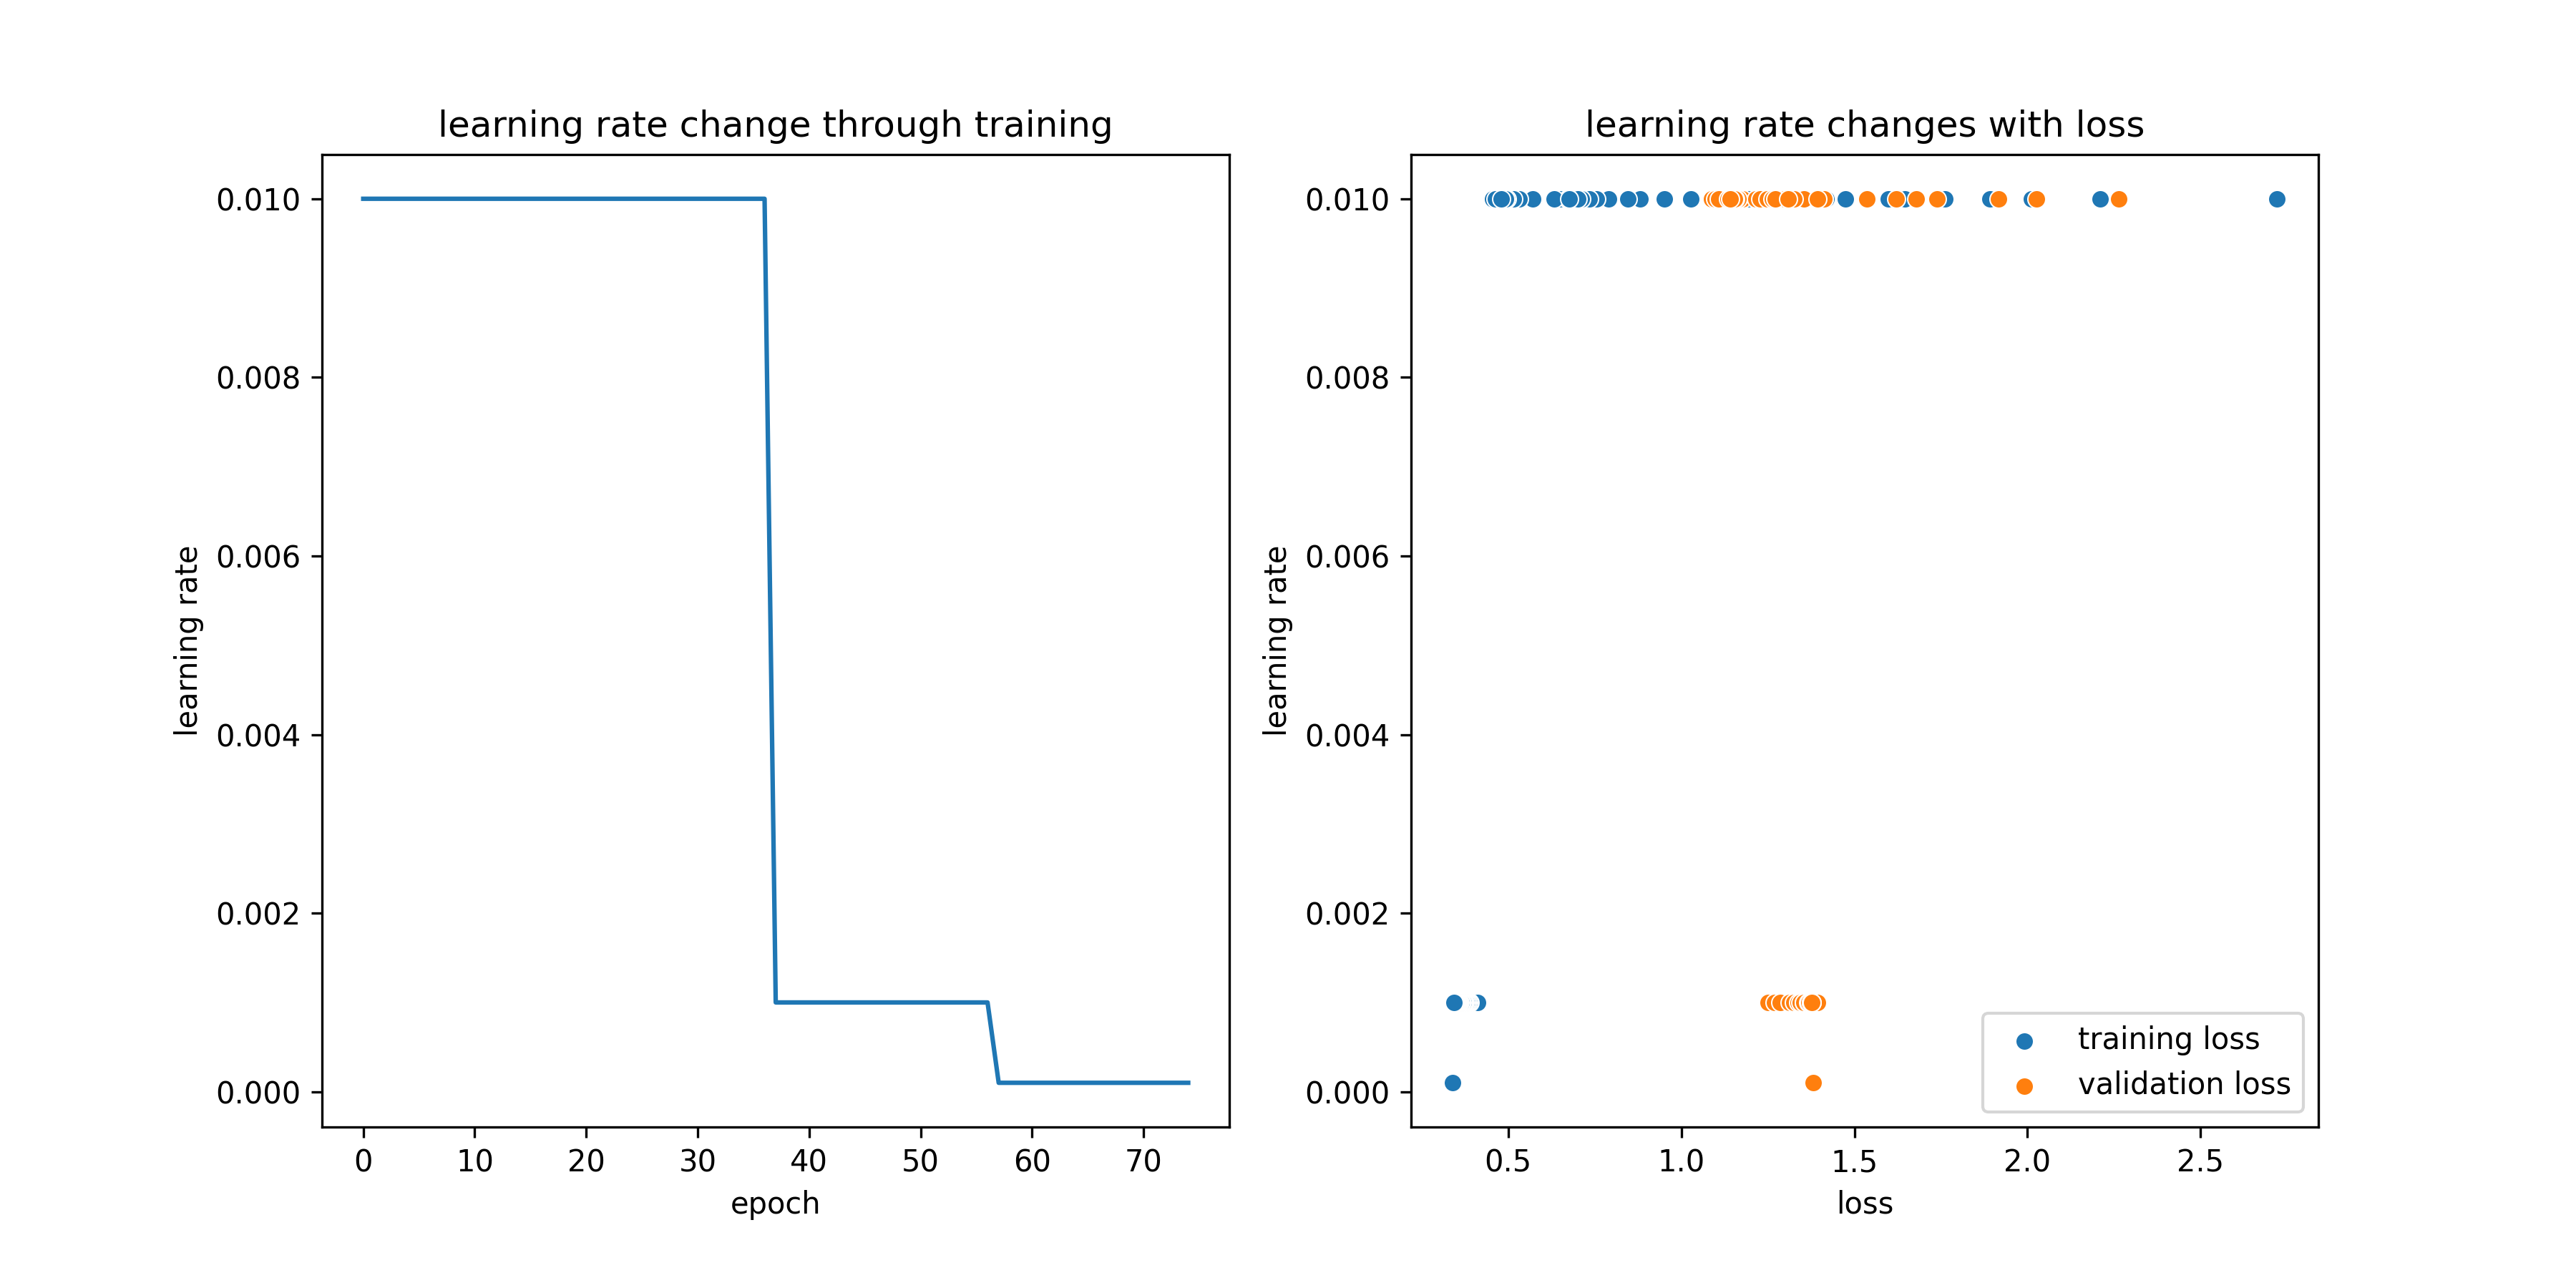 learning rate change through training
learning rate
0.010
0.008
0.006
0.004
0.002
0.000
0 10 20 30 40 50 60 70
epoch
learning rate changes with loss
learning rate
0.010
0.008
0.006
0.004
0.002
0.000
training loss
validation loss
0.5 1.0 1.5 2.0 2.5
loss